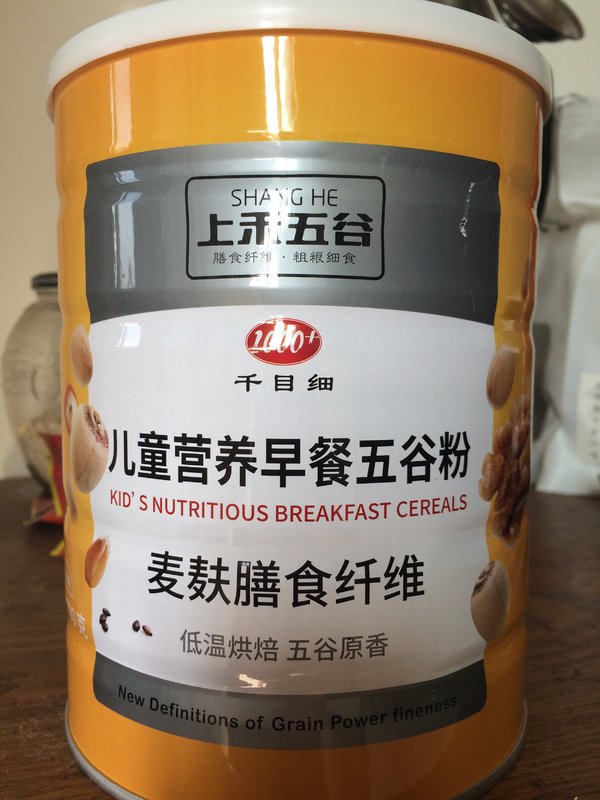 SHANG HE
上禾五谷
膳食纤维·粗粮细食
1000+
千目细
儿童营养早餐五谷粉
KID'S NUTRITIOUS BREAKFAST CEREALS
麦麸膳食纤维
低温烘焙 五谷原香
New Definitions of Grain Power fineness
克